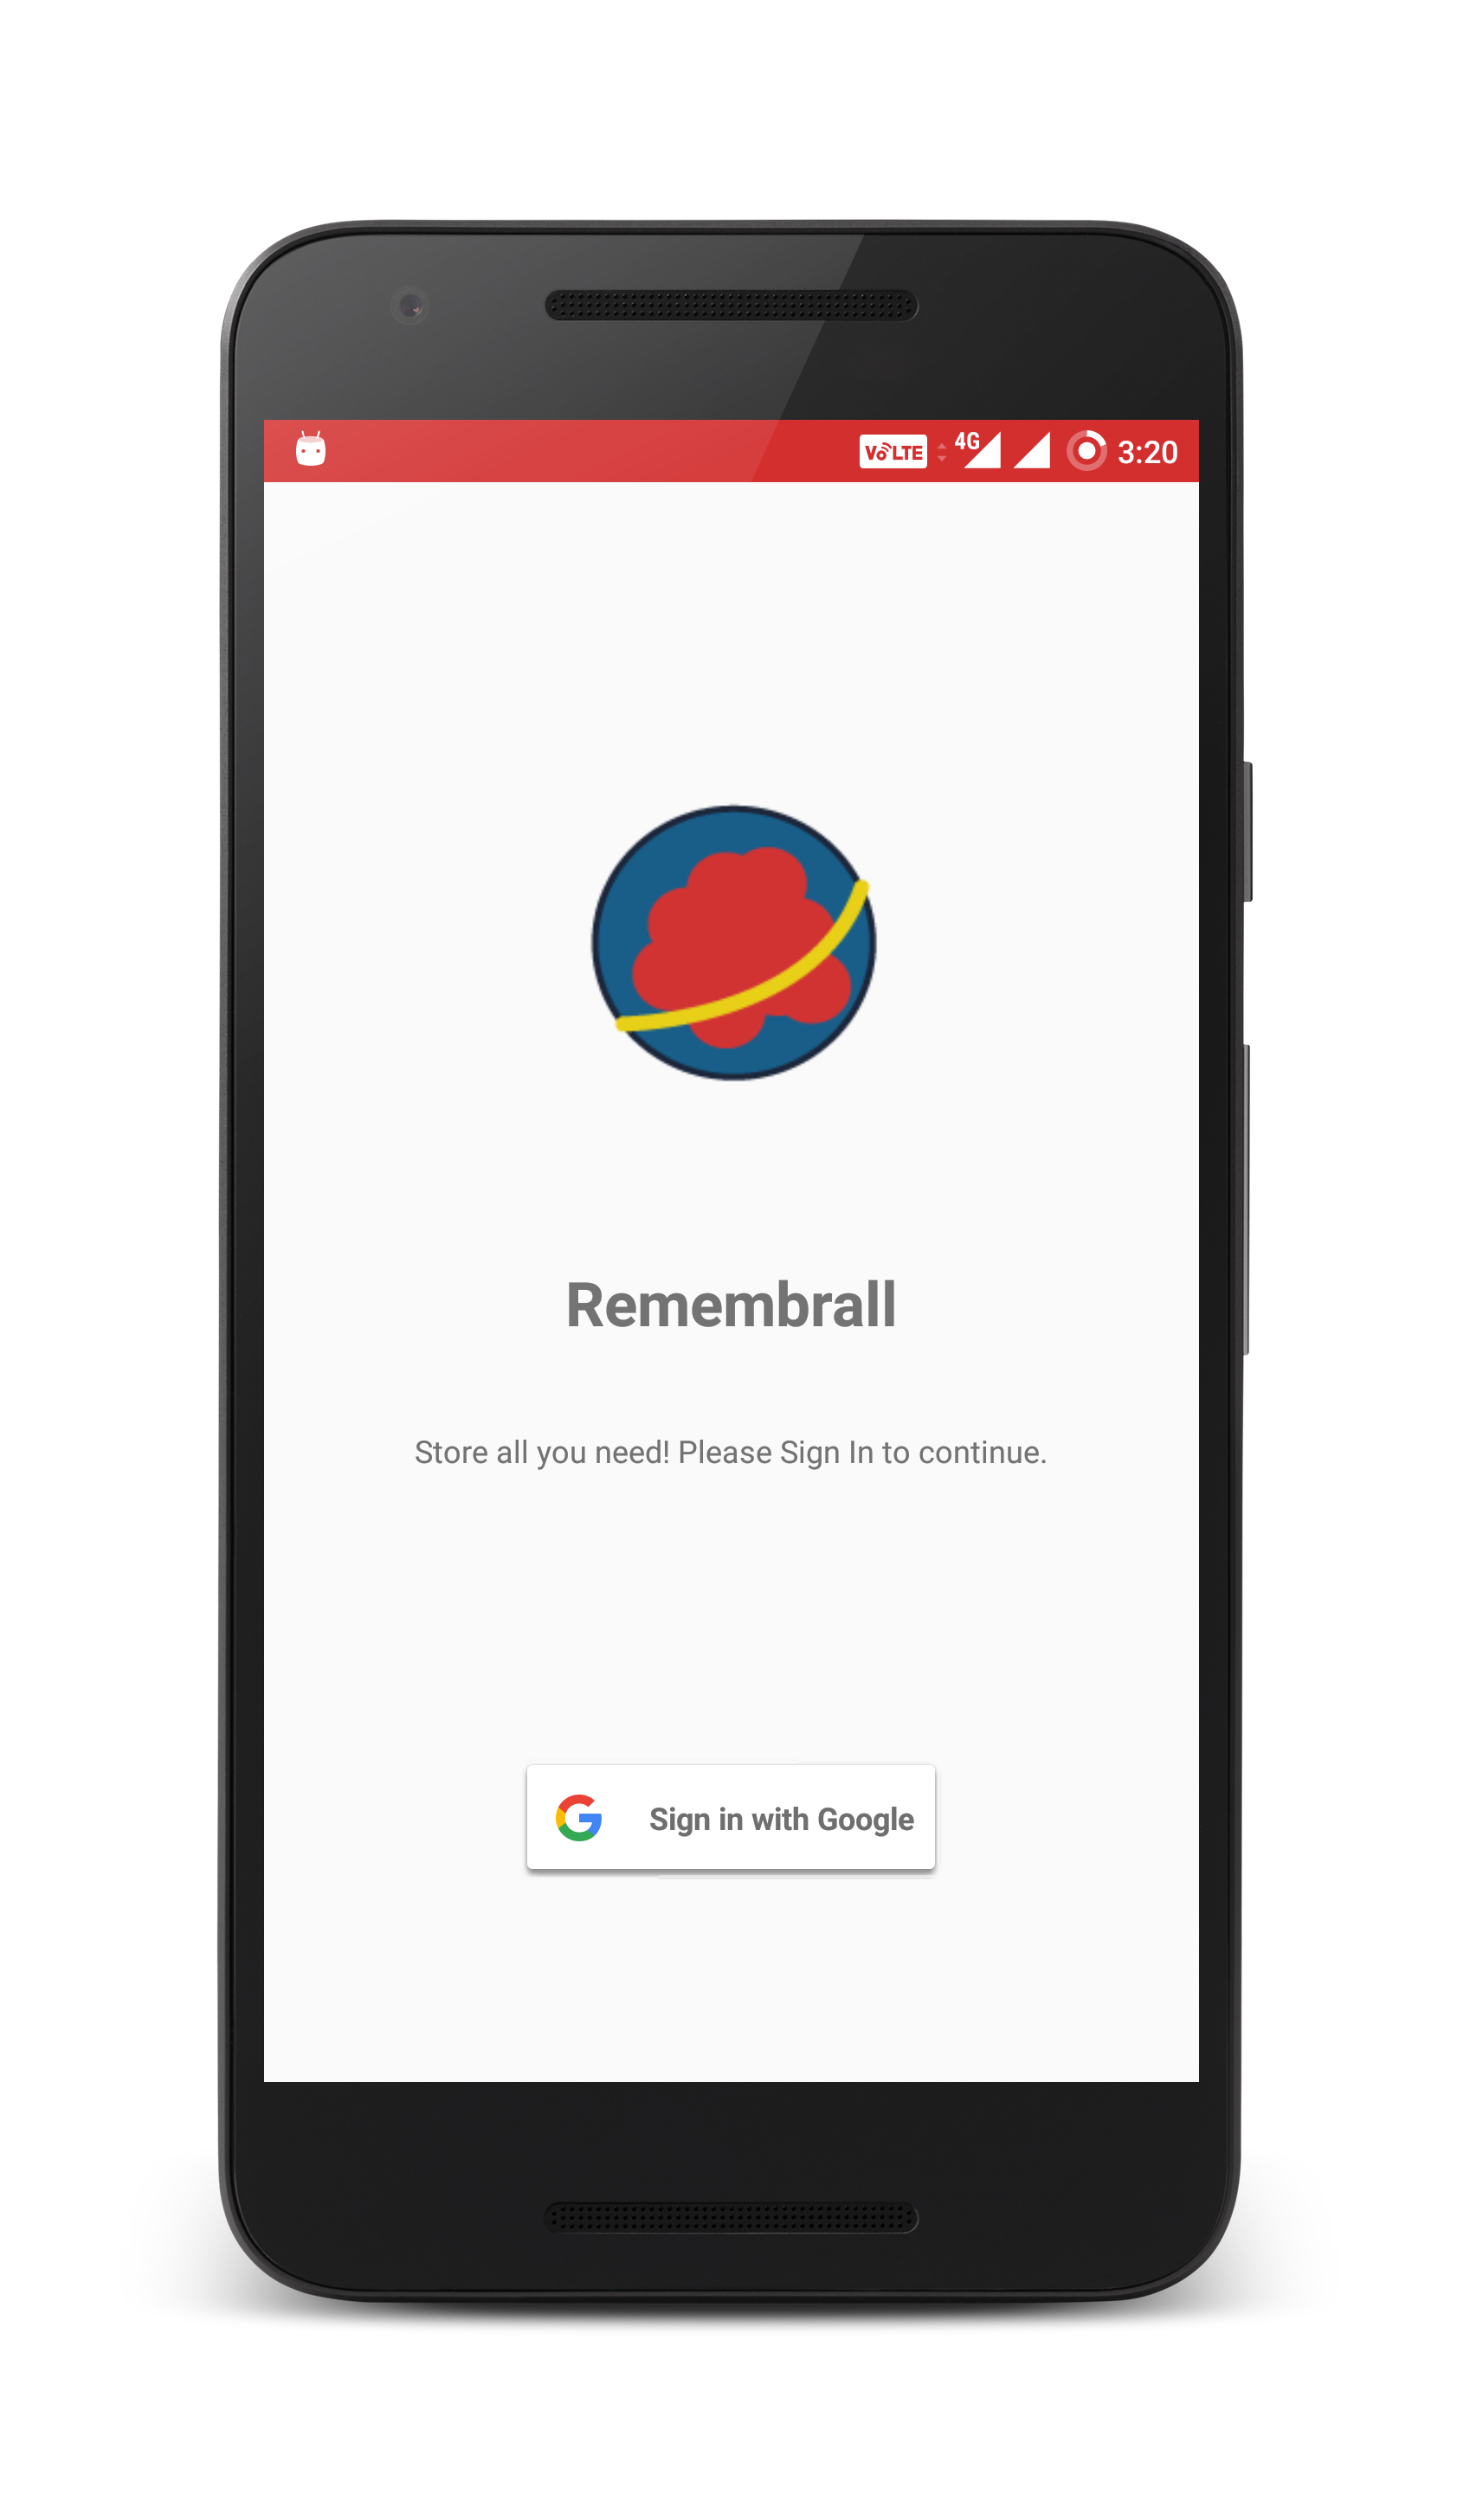 VoLTE 4G 3:20
Remembrall
Store all you need! Please Sign In to continue.
Sign in with Google